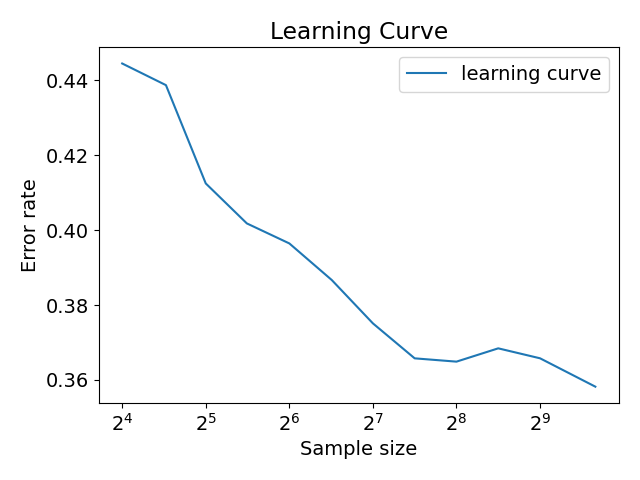 Learning Curve
learning curve
Error rate
0.44
0.42
0.40
0.38
0.36
2⁴ 2⁵ 2⁶ 2⁷ 2⁸ 2⁹
Sample size